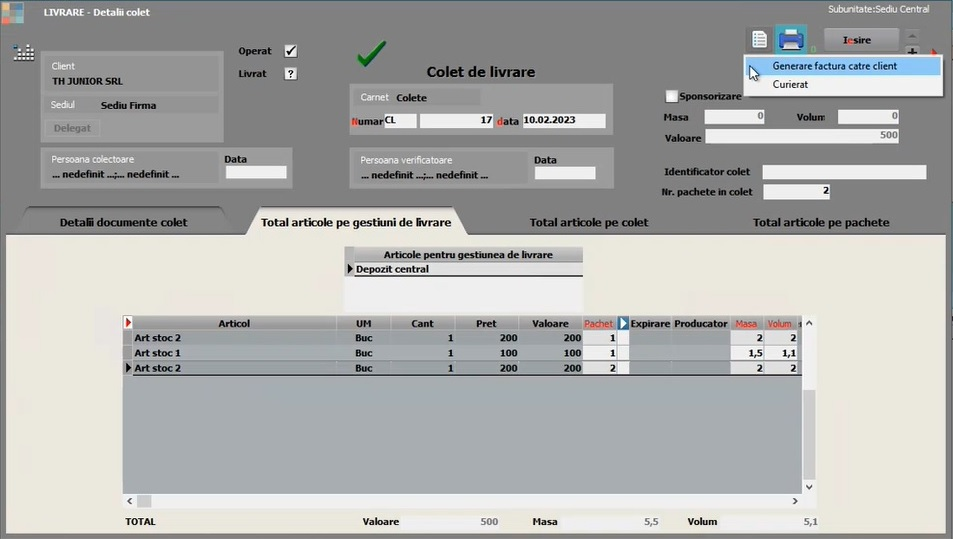 LIVRARE - Detalii colet
Subunitate:Sediu Central
Client
TH JUNIOR SRL
Sediul Sediu Firma
Delegat
Operat
Livrat ?
Colet de livrare
Carnet Colete
Numar CL 17 data 10.02.2023
Iesire
Generare factura catre client
Curierat
Sponsorizare
Masa 0 Volum 0
Valoare 500
Persoana colectoare Data
... nedefinit ...;... nedefinit ...
Persoana verificatoare Data
... nedefinit ...;... nedefinit ...
Identificator colet
Nr. pachete in colet 2
Detalii documente colet
Total articole pe gestiuni de livrare
Total articole pe colet
Total articole pe pachete
Articole pentru gestiunea de livrare
Depozit central
Articol UM Cant Pret Valoare Pachet Expirare Producator Masa Volum
Art stoc 2 Buc 1 200 200 1 2 2
Art stoc 1 Buc 1 100 100 1 1,5 1,1
Art stoc 2 Buc 1 200 200 2 2 2
TOTAL Valoare 500 Masa 5,5 Volum 5,1